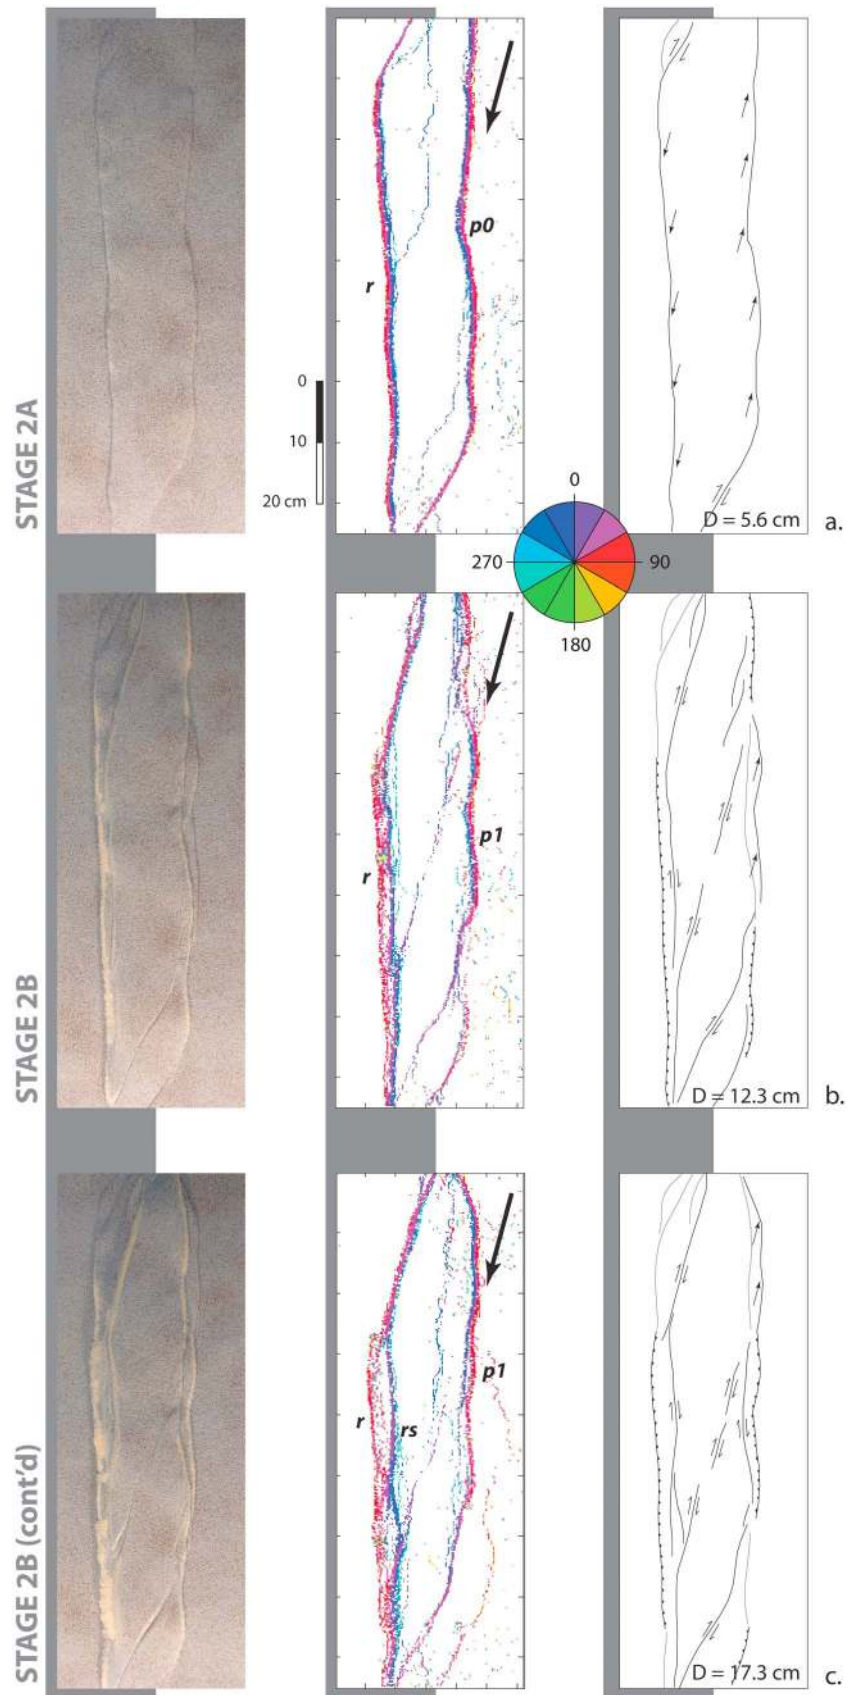 STAGE 2A
r
p0
0
10
20 cm
D = 5.6 cm
a.
0
270
90
180
STAGE 2B
r
p1
D = 12.3 cm
b.
STAGE 2B (cont'd)
r
rs
p1
D = 17.3 cm
c.